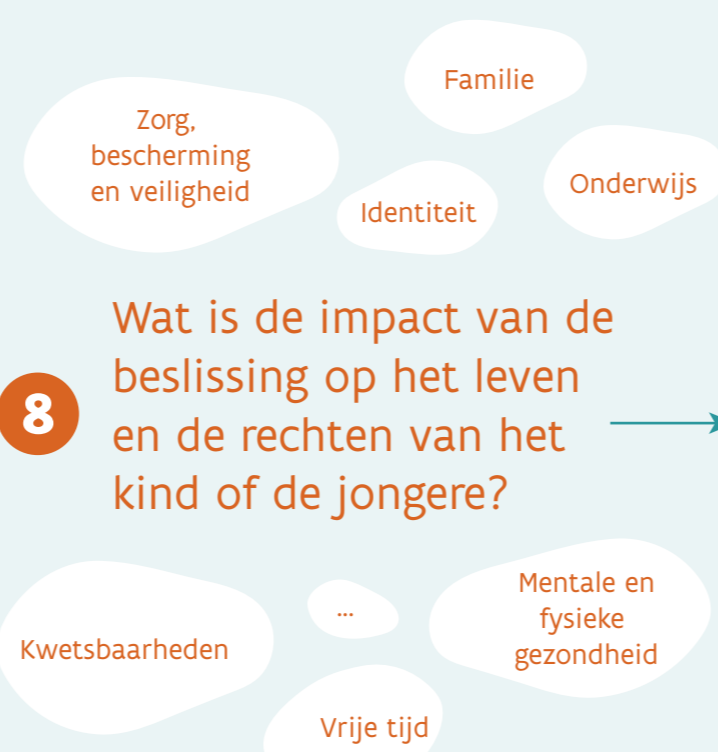 Familie
Zorg,
bescherming
en veiligheid
Onderwijs
Identiteit
8
Wat is de impact van de
beslissing op het leven
en de rechten van het
kind of de jongere?
Mentale en
fysieke
gezondheid
...
Kwetsbaarheden
Vrije tijd